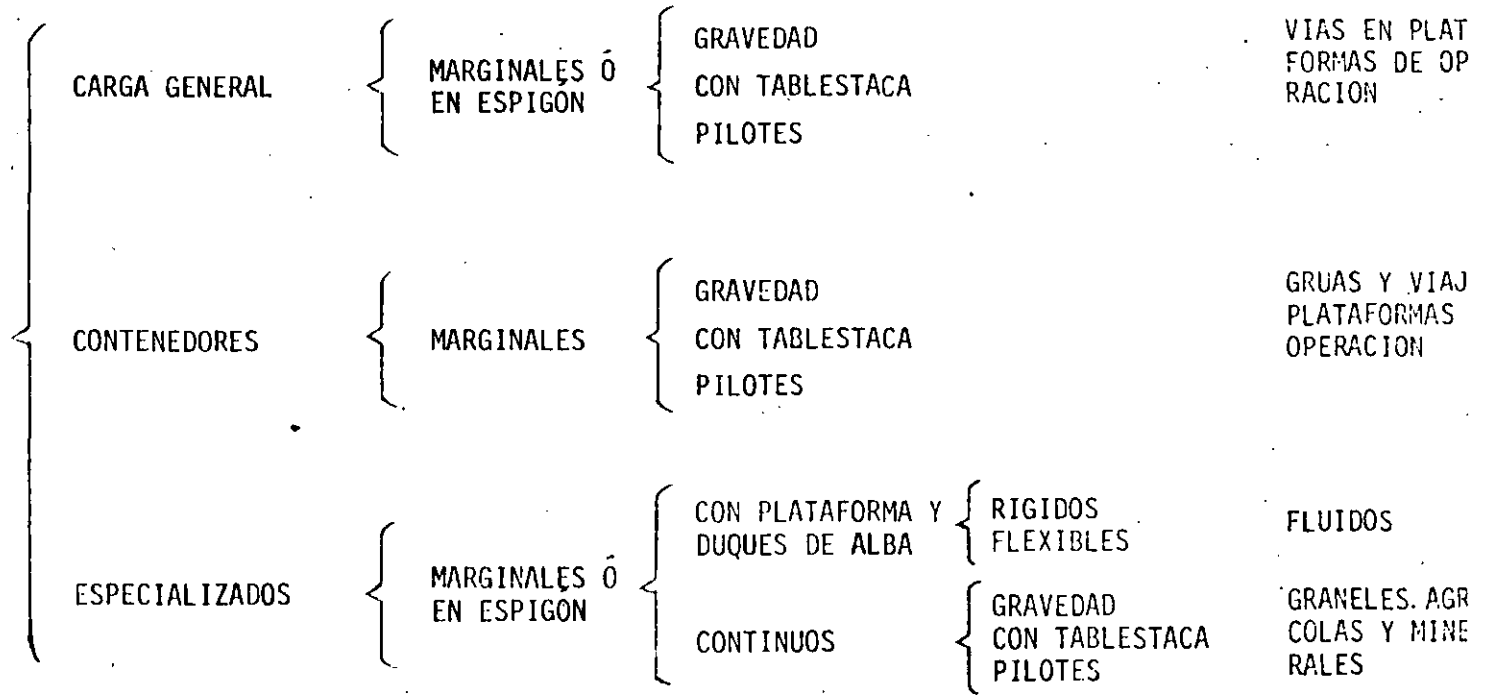 CARGA GENERAL
MARGINALES Ó
EN ESPIGÓN
GRAVEDAD
CON TABLESTACA
PILOTES
VIAS EN PLAT
FORMAS DE OP
RACION
CONTENEDORES
MARGINALES
GRAVEDAD
CON TABLESTACA
PILOTES
GRUAS Y VIAJ
PLATAFORMAS
OPERACION
ESPECIALIZADOS
MARGINALES Ó
EN ESPIGÓN
CON PLATAFORMA Y
DUQUES DE ALBA
RIGIDOS
FLEXIBLES
FLUIDOS
CONTINUOS
GRAVEDAD
CON TABLESTACA
PILOTES
GRANELES. AGR
COLAS Y MINE
RALES